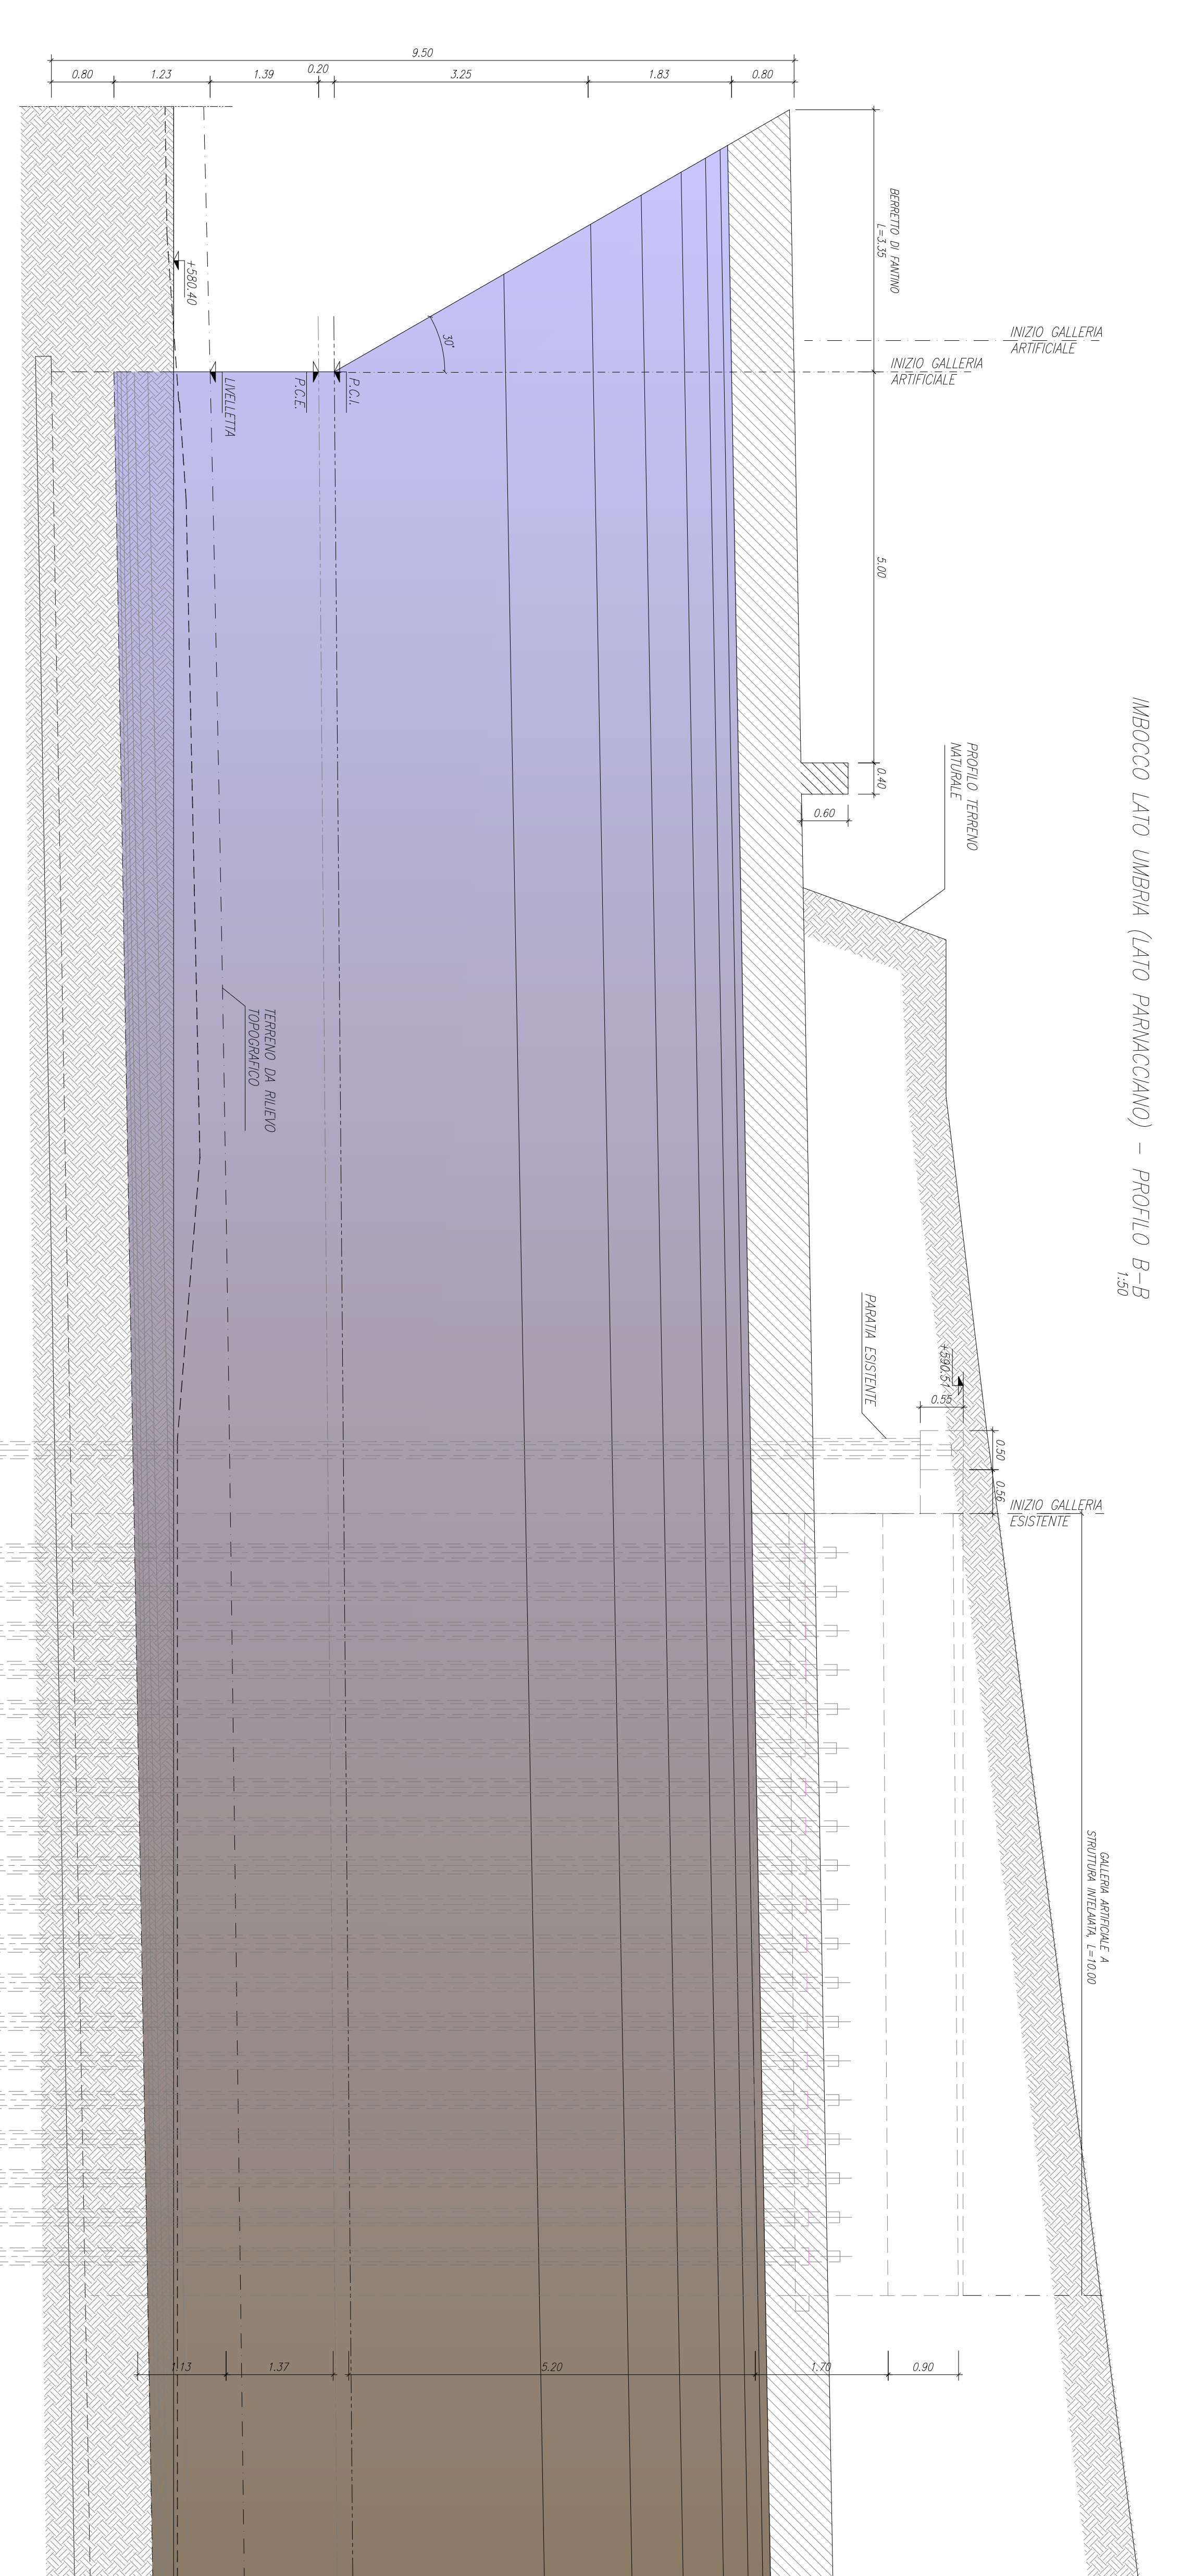 IMBOCCO LATO UMBRIA (LATO PARNACCIANO) - PROFILO B-B
1:50
9.50
0.80
1.23
1.39
0.20
3.25
1.83
0.80
BERRETTO DI FANTINO
L=3.35
INIZIO GALLERIA
ARTIFICIALE
INIZIO GALLERIA
ARTIFICIALE
+580.40
30°
LIVELLETTA
P.C.E.
P.C.I.
5.00
0.40
0.60
PROFILO TERRENO
NATURALE
TERRENO DA RILIEVO
TOPOGRAFICO
PARATIA ESISTENTE
+590.51
0.55
0.50
0.56
INIZIO GALLERIA
ESISTENTE
GALLERIA ARTIFICIALE A
STRUTTURA INTELAIATA, L=10.00
1.13
1.37
5.20
1.70
0.90